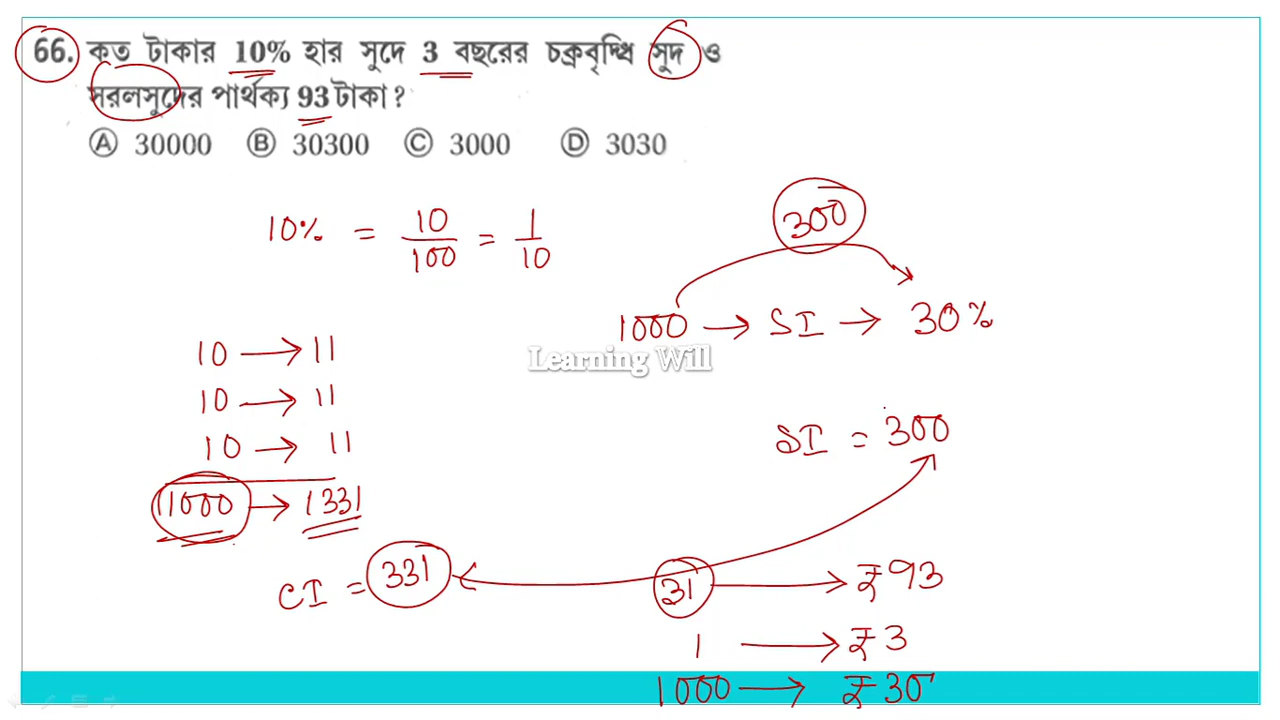 66. কত টাকার 10% হার সুদে 3 বছরের চক্রবৃদ্ধি সুদ ও
সরলসুদের পার্থক্য 93 টাকা?
Ⓐ 30000 Ⓑ 30300 Ⓒ 3000 Ⓓ 3030
10% = 10/100 = 1/10
300
1000 → SI → 30%
Learning Will
10 → 11
10 → 11
10 → 11
1000 → 1331
SI = 300
CI = 331
31 → ₹93
1 → ₹3
1000 → ₹30